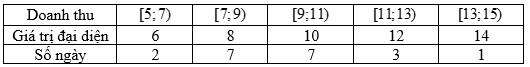 Doanh thu [5; 7) [7; 9) [9;11) [11;13) [13;15)
Giá trị đại diện 6 8 10 12 14
Số ngày 2 7 7 3 1